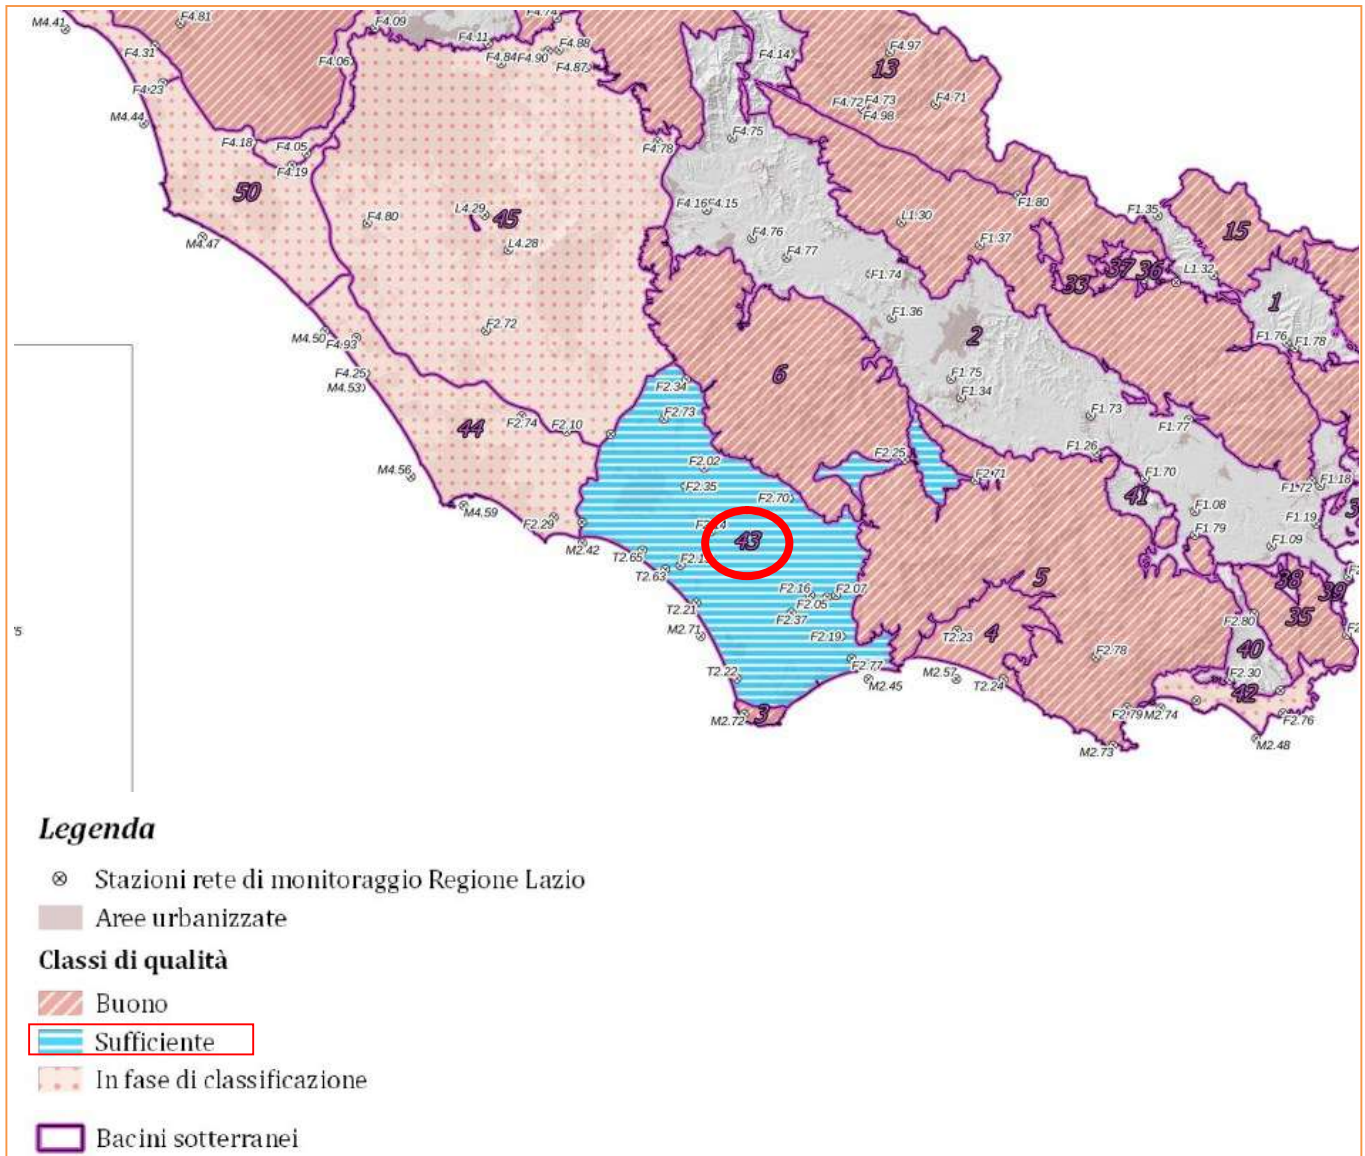 M4.41
F4.81
F4.09
F4.74
F4.31
F4.06
F4.11
F4.88
F4.84
F4.90
F4.87
F4.14
F4.97
13
F4.23
F4.72
F4.73
F4.71
F4.98
M4.44
F4.18
F4.05
F4.19
F4.78
F4.75
50
F4.80
L4.29
45
L4.28
F4.16
F4.15
L1.30
F1.80
F1.35
15
M4.47
F4.76
F4.77
F1.37
F1.74
33
37
36
L1.32
1
F1.36
2
F1.76
F1.78
F2.72
M4.50
F4.93
F4.25
M4.53
F2.34
6
F1.75
F1.34
F2.73
F1.73
F1.77
44
F2.74
F2.10
F1.26
F2.02
F2.25
F2.71
F1.70
41
M4.56
F2.35
F2.70
F1.72
F1.18
M4.59
F2.29
43
F1.08
F1.19
F1.79
M2.42
T2.65
F1.09
T2.63
F2.16
F2.07
5
38
39
T2.21
F2.05
F2.37
F2.80
35
M2.71
F2.19
T2.23
4
40
F2.78
T2.22
F2.77
M2.45
M2.57
T2.24
F2.30
42
M2.72
3
F2.79
M2.74
F2.76
M2.73
M2.48
Legenda
Stazioni rete di monitoraggio Regione Lazio
Aree urbanizzate
Classi di qualità
Buono
Sufficiente
In fase di classificazione
Bacini sotterranei